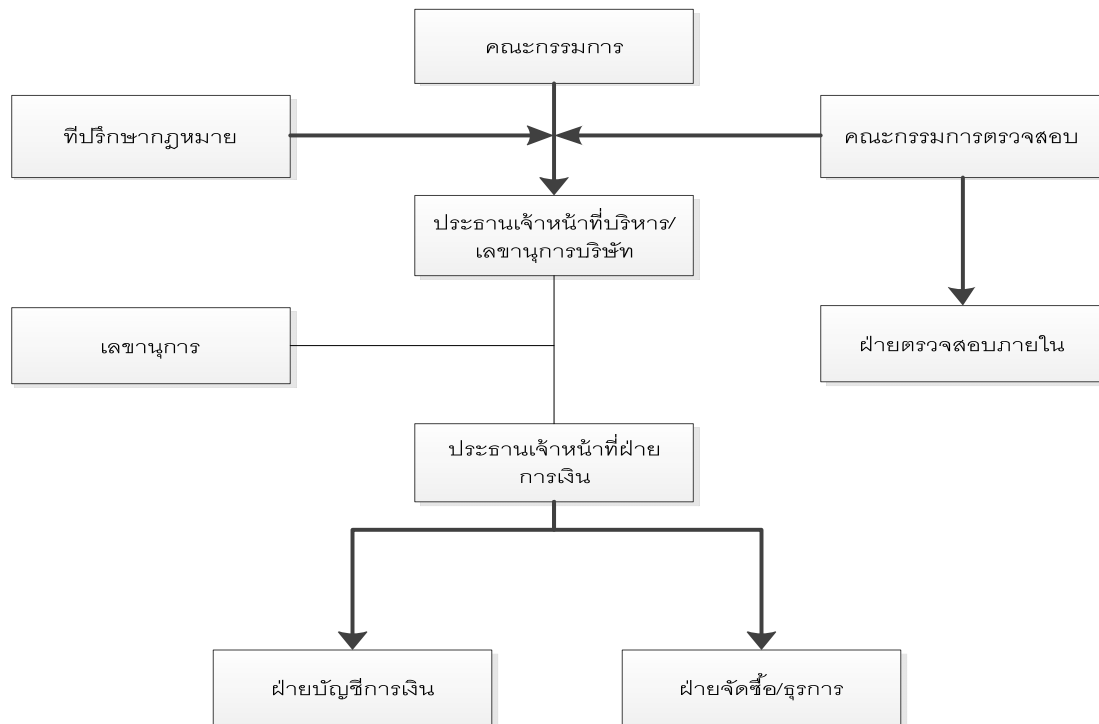 คณะกรรมการ
ที่ปรึกษากฎหมาย
คณะกรรมการตรวจสอบ
ประธานเจ้าหน้าที่บริหาร/
เลขานุการบริษัท
เลขานุการ
ฝ่ายตรวจสอบภายใน
ประธานเจ้าหน้าที่ฝ่าย
การเงิน
ฝ่ายบัญชีการเงิน
ฝ่ายจัดซื้อ/ธุรการ